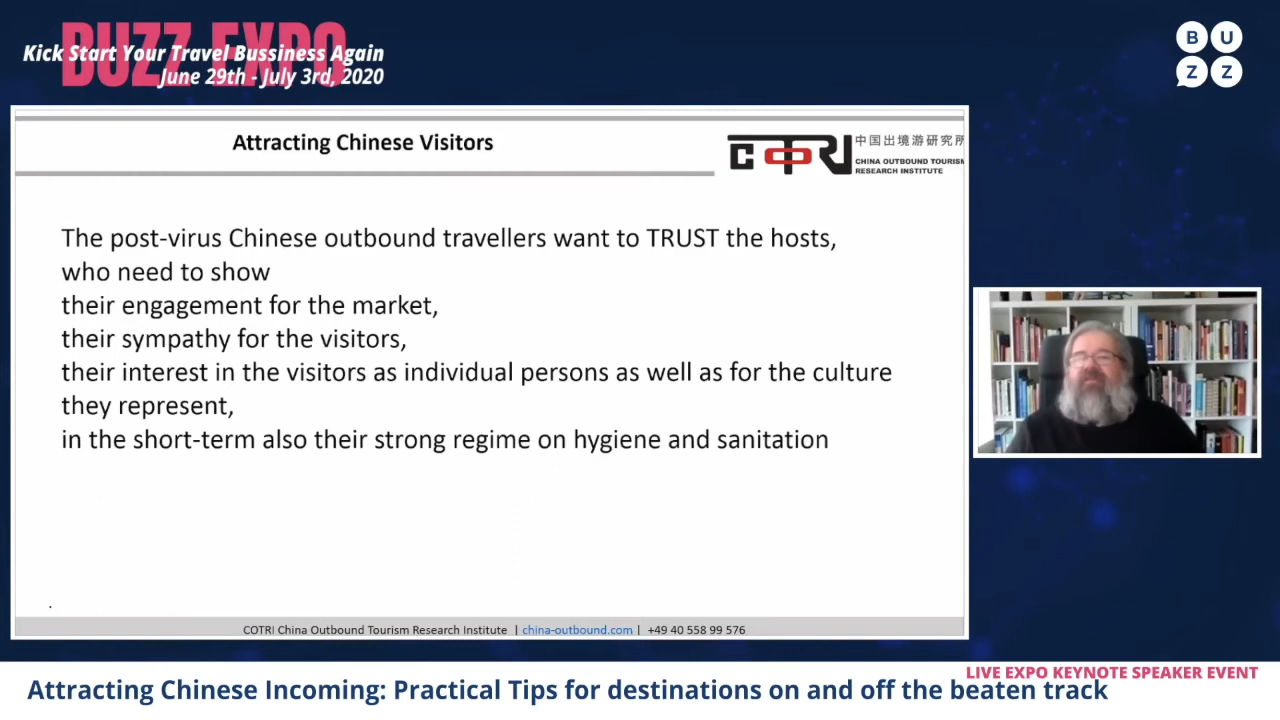 BUZZ EXPO
Kick Start Your Travel Bussiness Again
June 29th - July 3rd, 2020
B U
Z Z
Attracting Chinese Visitors
COTRI
中国出境游研究所
CHINA OUTBOUND TOURISM
RESEARCH INSTITUTE
The post-virus Chinese outbound travellers want to TRUST the hosts,
who need to show
their engagement for the market,
their sympathy for the visitors,
their interest in the visitors as individual persons as well as for the culture
they represent,
in the short-term also their strong regime on hygiene and sanitation
.
COTRI China Outbound Tourism Research Institute | china-outbound.com | +49 40 558 99 576
LIVE EXPO KEYNOTE SPEAKER EVENT
Attracting Chinese Incoming: Practical Tips for destinations on and off the beaten track